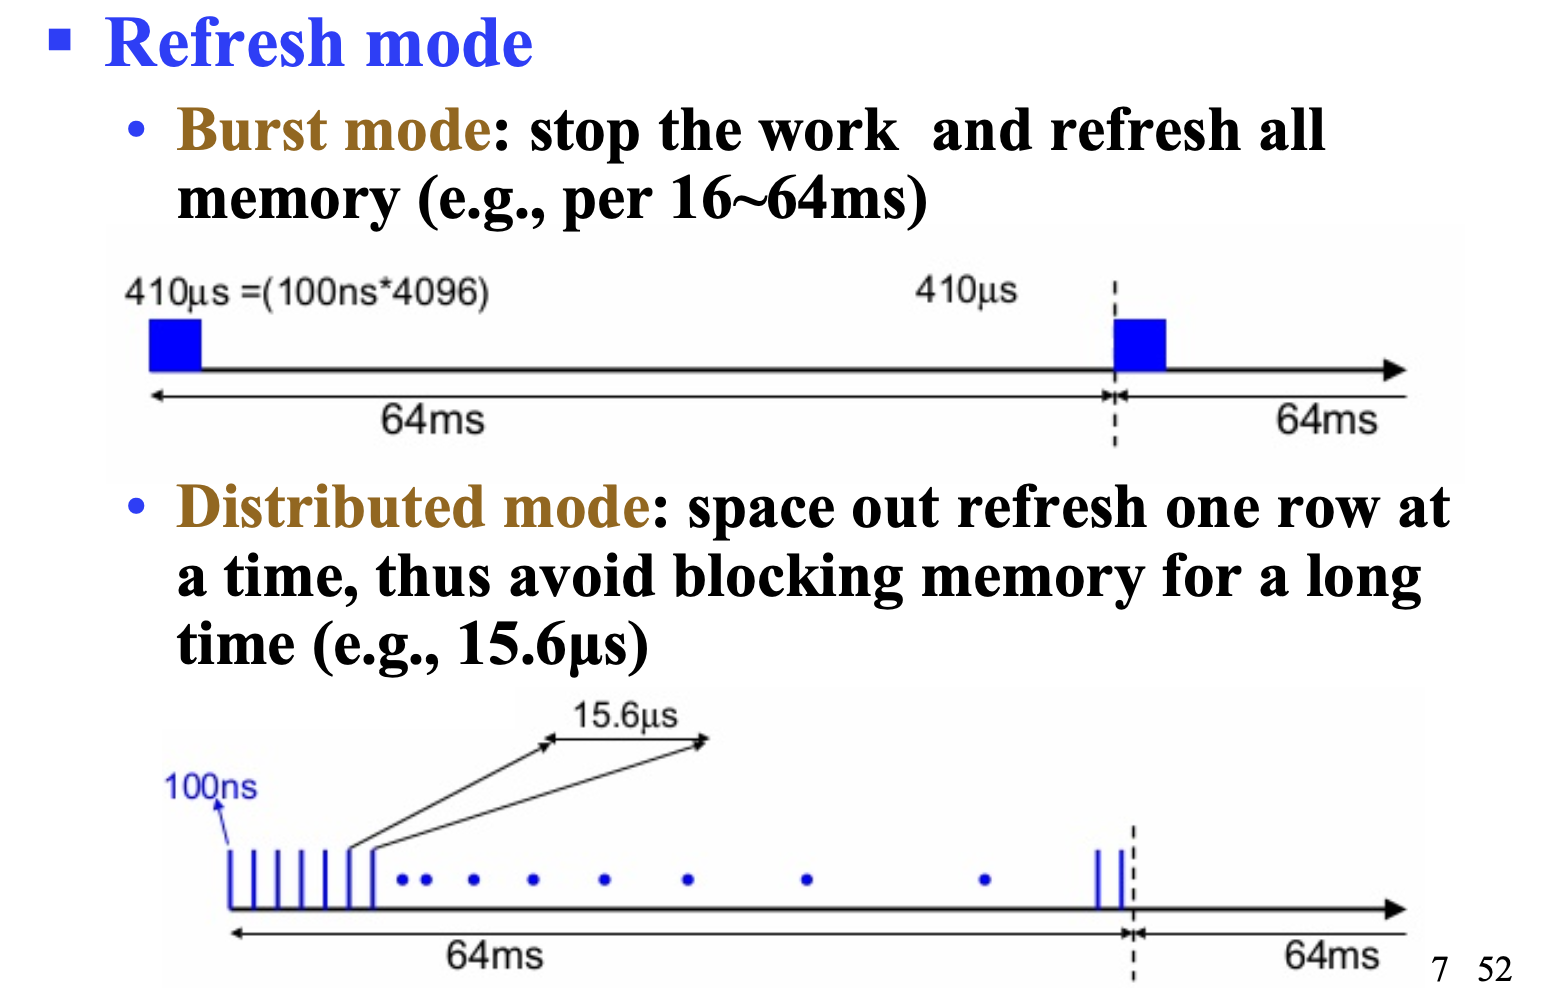 Refresh mode
Burst mode: stop the work and refresh all
memory (e.g., per 16~64ms)
410μs =(100ns*4096)
410μs
64ms
64ms
Distributed mode: space out refresh one row at
a time, thus avoid blocking memory for a long
time (e.g., 15.6μs)
15.6μs
100ns
64ms
64ms
7 52